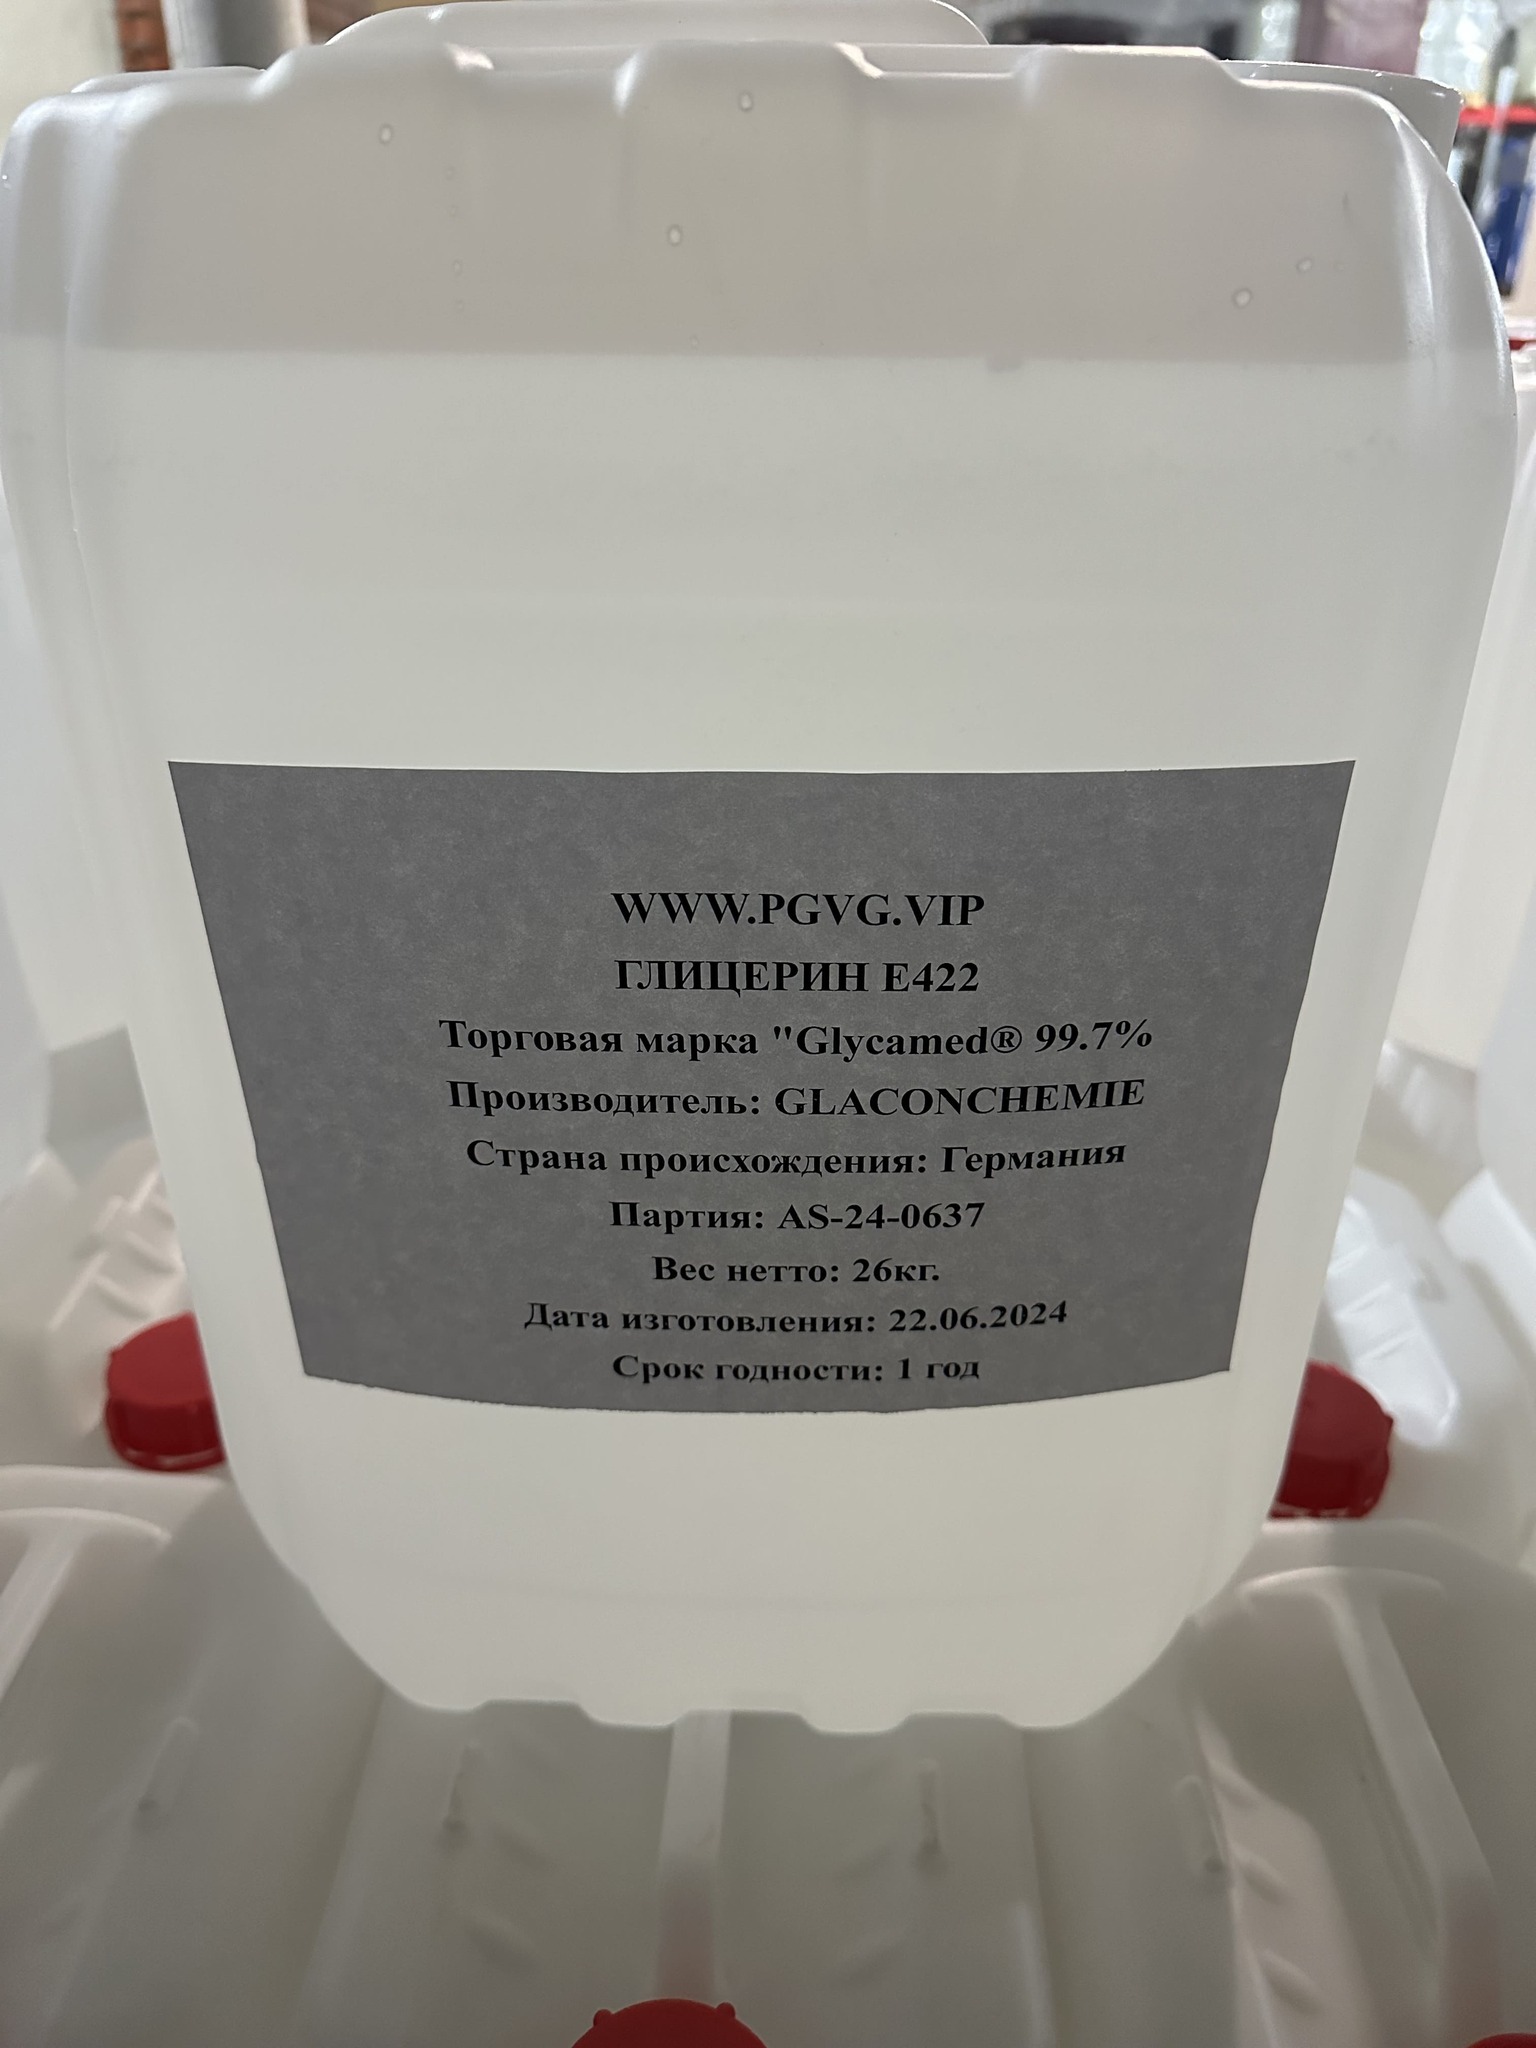 WWW.PGVG.VIP
ГЛИЦЕРИН Е422
Торговая марка "Glycamed® 99.7%
Производитель: GLACONCHEMIE
Страна происхождения: Германия
Партия: AS-24-0637
Вес нетто: 26кг.
Дата изготовления: 22.06.2024
Срок годности: 1 год